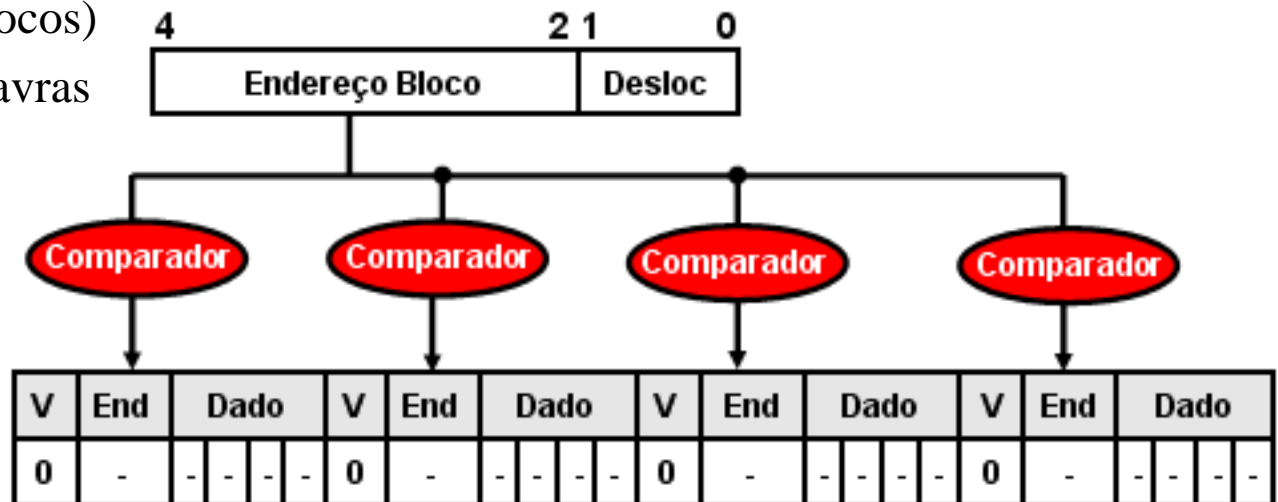 ocos)
4 2 1 0
avras
Endereço Bloco Desloc
Comparador Comparador Comparador Comparador
V End Dado V End Dado V End Dado V End Dado
0 - - - - - 0 - - - - - 0 - - - - - 0 - - - - -